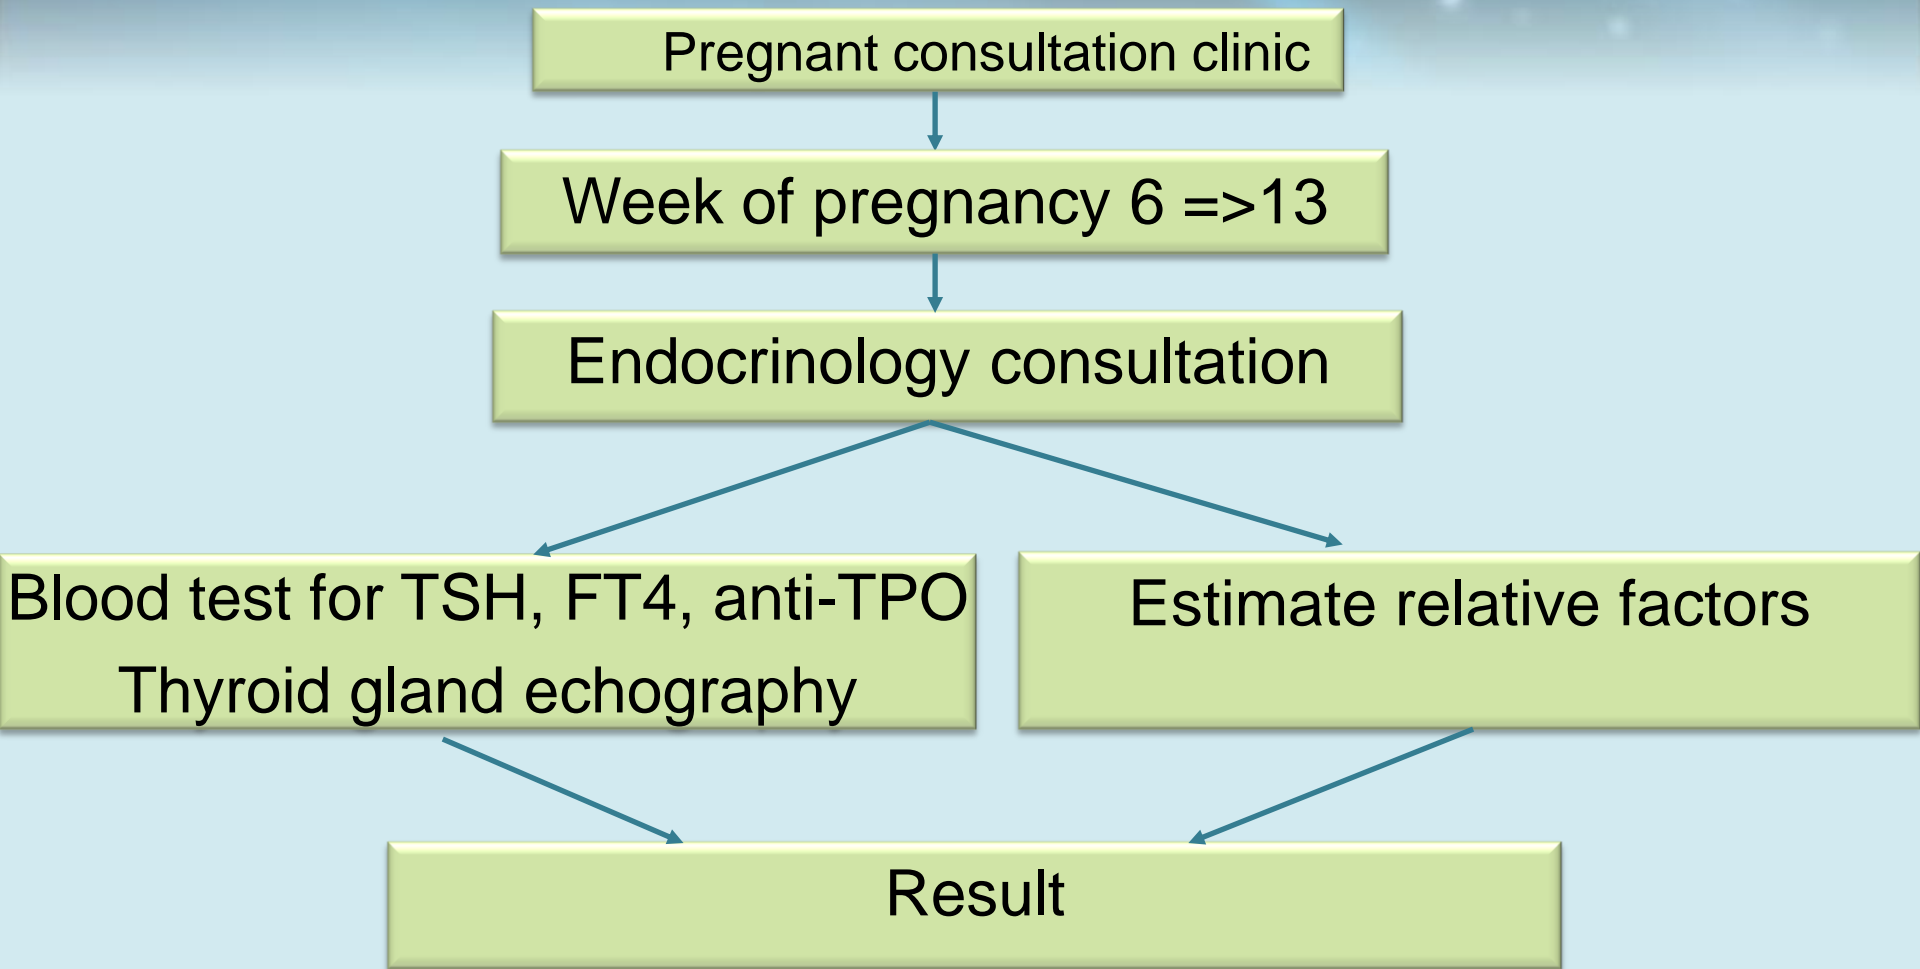 Pregnant consultation clinic
Week of pregnancy 6 =>13
Endocrinology consultation
Blood test for TSH, FT4, anti-TPO
Thyroid gland echography
Estimate relative factors
Result